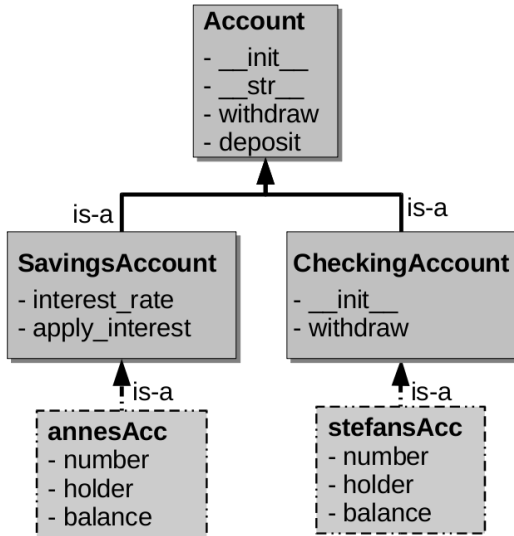 Account
- __init__
- __str__
- withdraw
- deposit
is-a
is-a
SavingsAccount
- interest_rate
- apply_interest
CheckingAccount
- __init__
- withdraw
is-a
is-a
annesAcc
- number
- holder
- balance
stefansAcc
- number
- holder
- balance